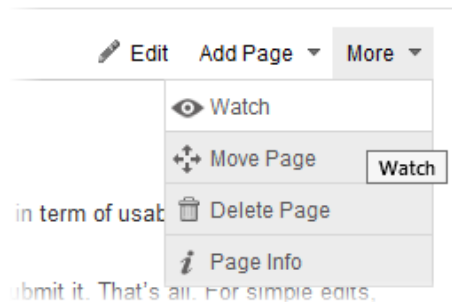 Edit Add Page More
Watch
Move Page
Watch
in term of usab
Delete Page
Page Info
ubmit it. That's all. For simple edits,